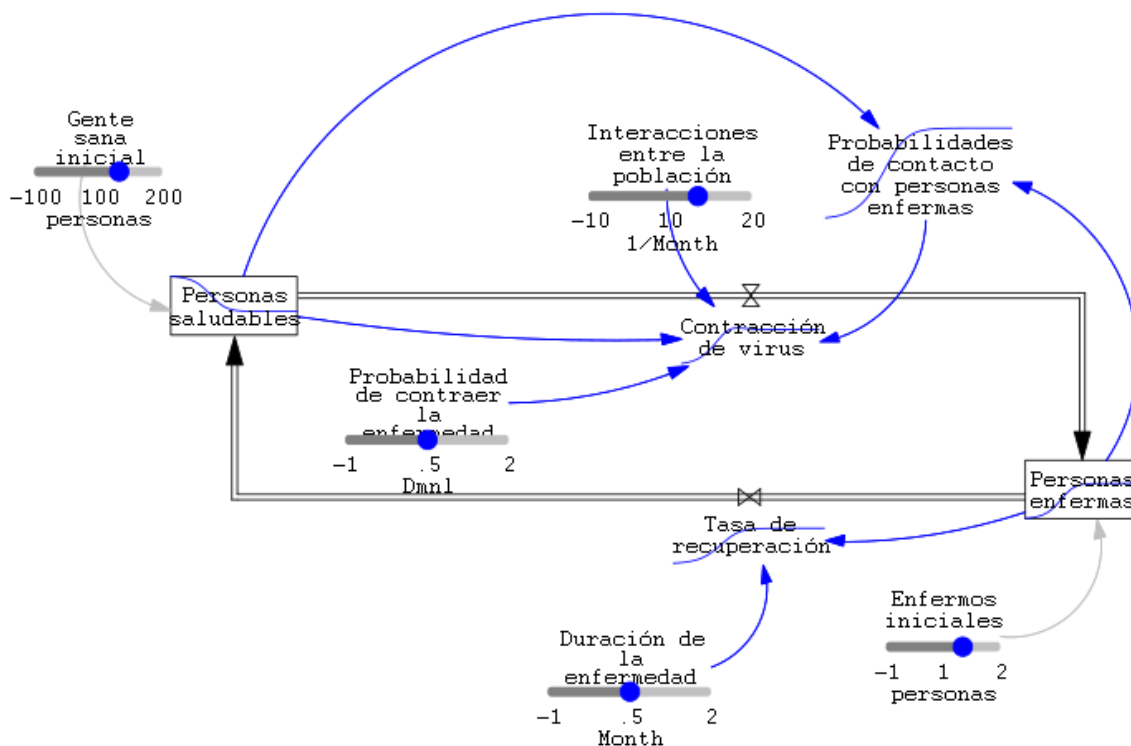 Gente
sana
inicial
-100 100 200
personas
Interacciones
entre la
población
-10 10 20
1/Month
Probabilidades
de contacto
con personas
enfermas
Personas
saludables
Contracción
de virus
Probabilidad
de contraer
la
enfermedad
-1 .5 2
Dmnl
Personas
enfermas
Tasa de
recuperación
Enfermos
iniciales
-1 1 2
personas
Duración de
la
enfermedad
-1 .5 2
Month